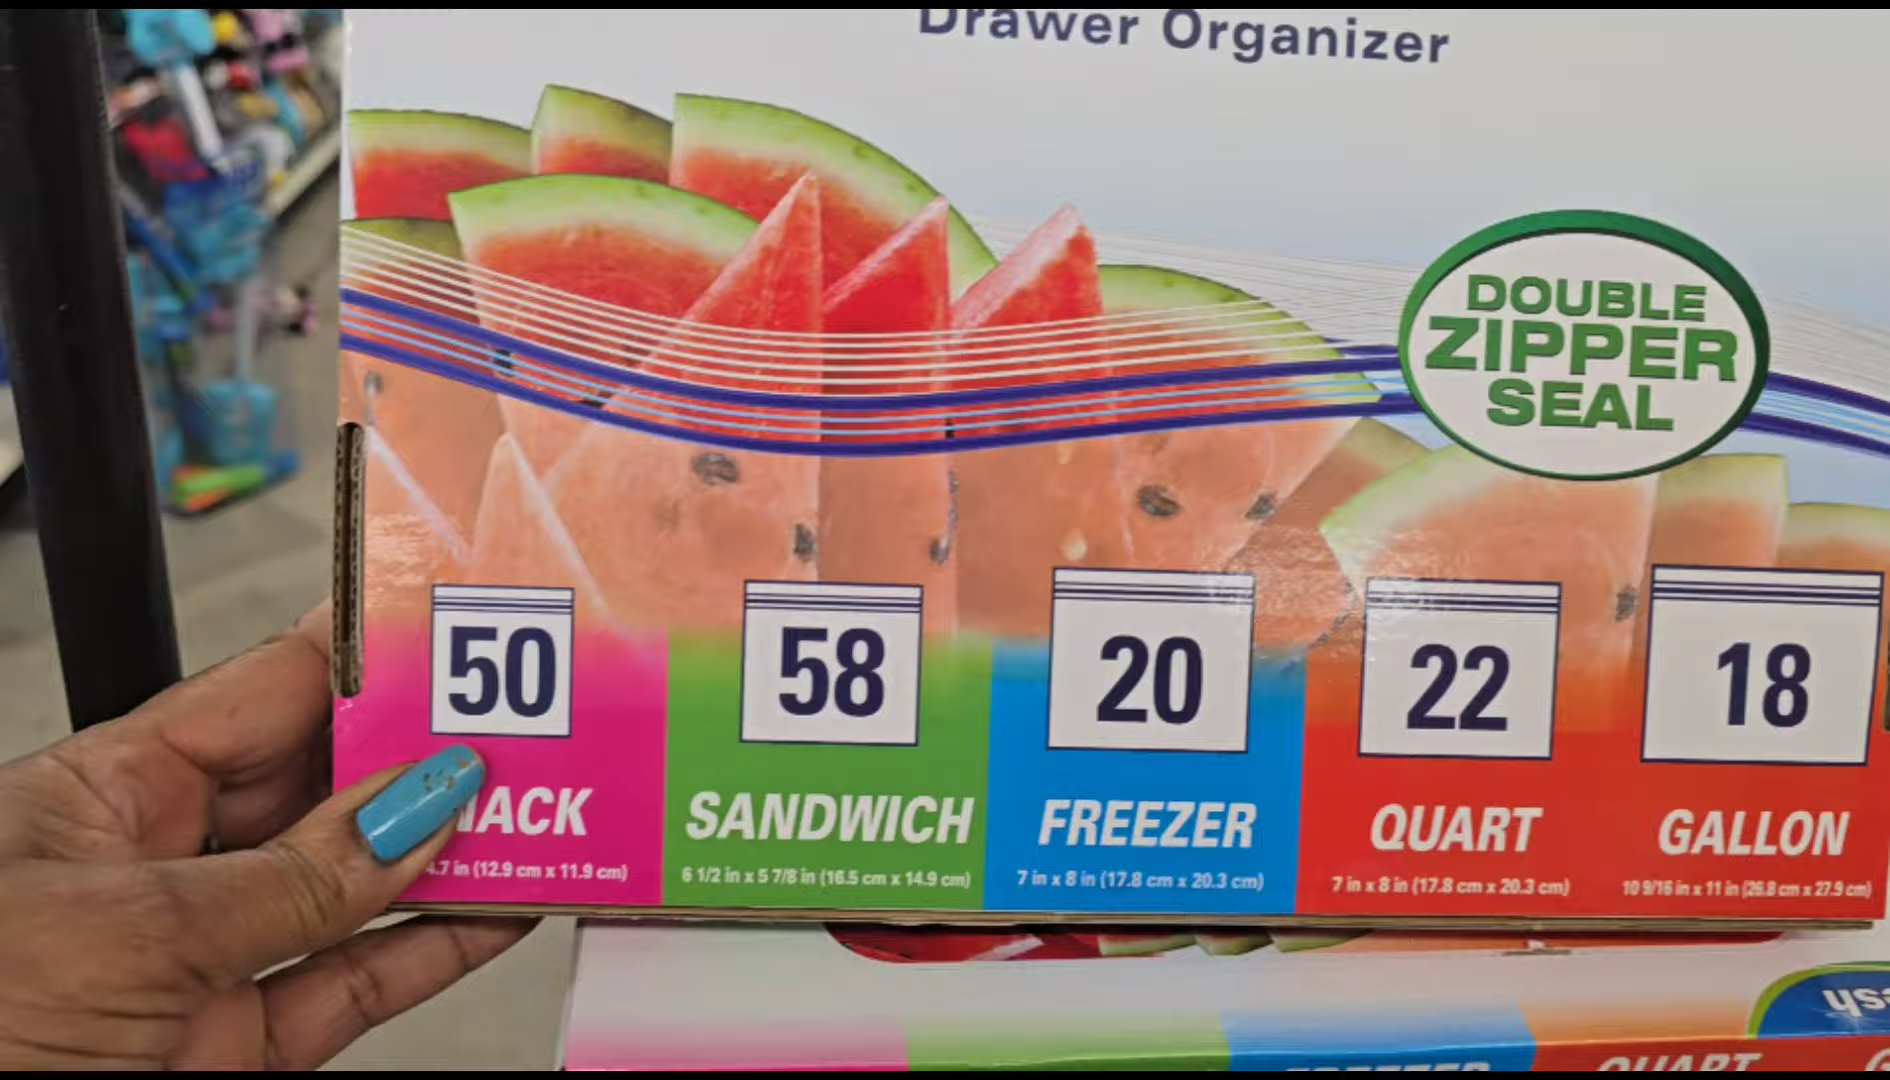 Drawer Organizer
DOUBLE
ZIPPER
SEAL
50
58
20
22
18
SANDWICH
FREEZER
QUART
GALLON
4.7 in (12.9 cm x 11.9 cm)
6 1/2 in x 5 7/8 in (16.5 cm x 14.9 cm)
7 in x 8 in (17.8 cm x 20.3 cm)
7 in x 8 in (17.8 cm x 20.3 cm)
10 9/16 in x 11 in (26.8 cm x 27.9 cm)
QUART